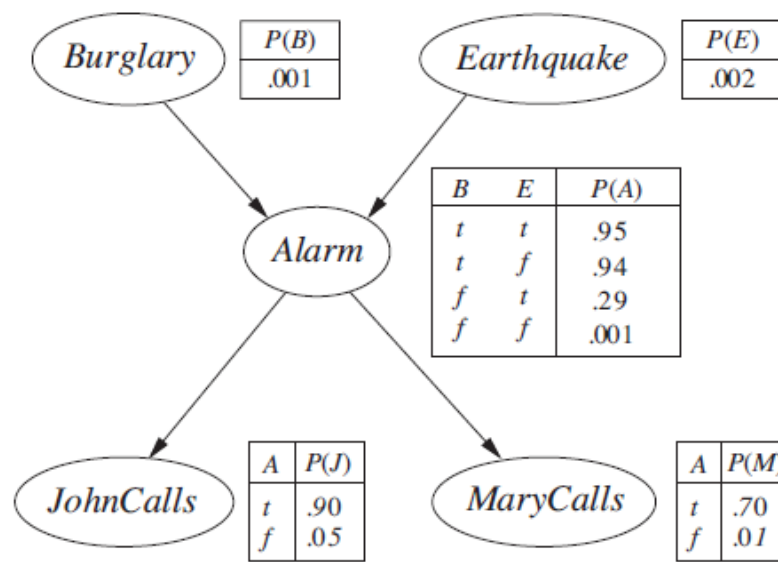 Burglary
P(B)
.001
Earthquake
P(E)
.002
Alarm
B E P(A)
t t .95
t f .94
f t .29
f f .001
JohnCalls
A P(J)
t .90
f .05
MaryCalls
A P(M)
t .70
f .01